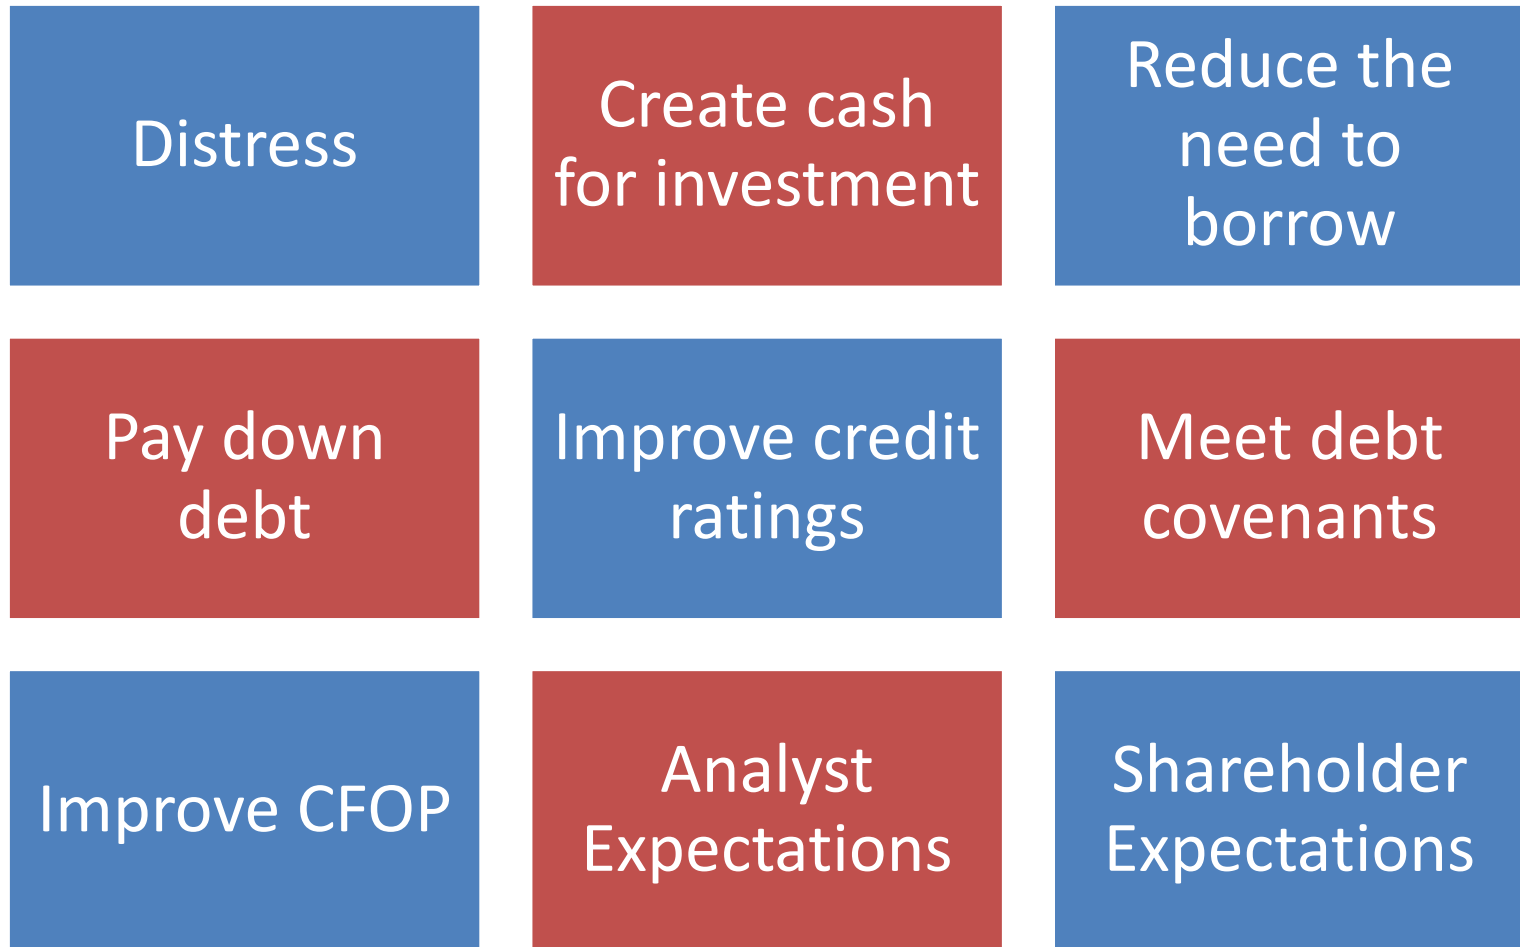 Distress
Create cash
for investment
Reduce the
need to
borrow
Pay down
debt
Improve credit
ratings
Meet debt
covenants
Improve CFOP
Analyst
Expectations
Shareholder
Expectations